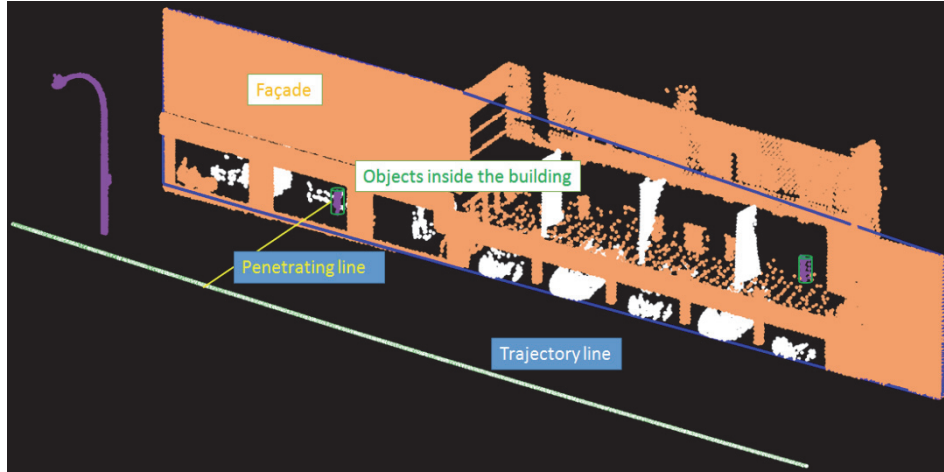 Façade
Objects inside the building
Penetrating line
Trajectory line